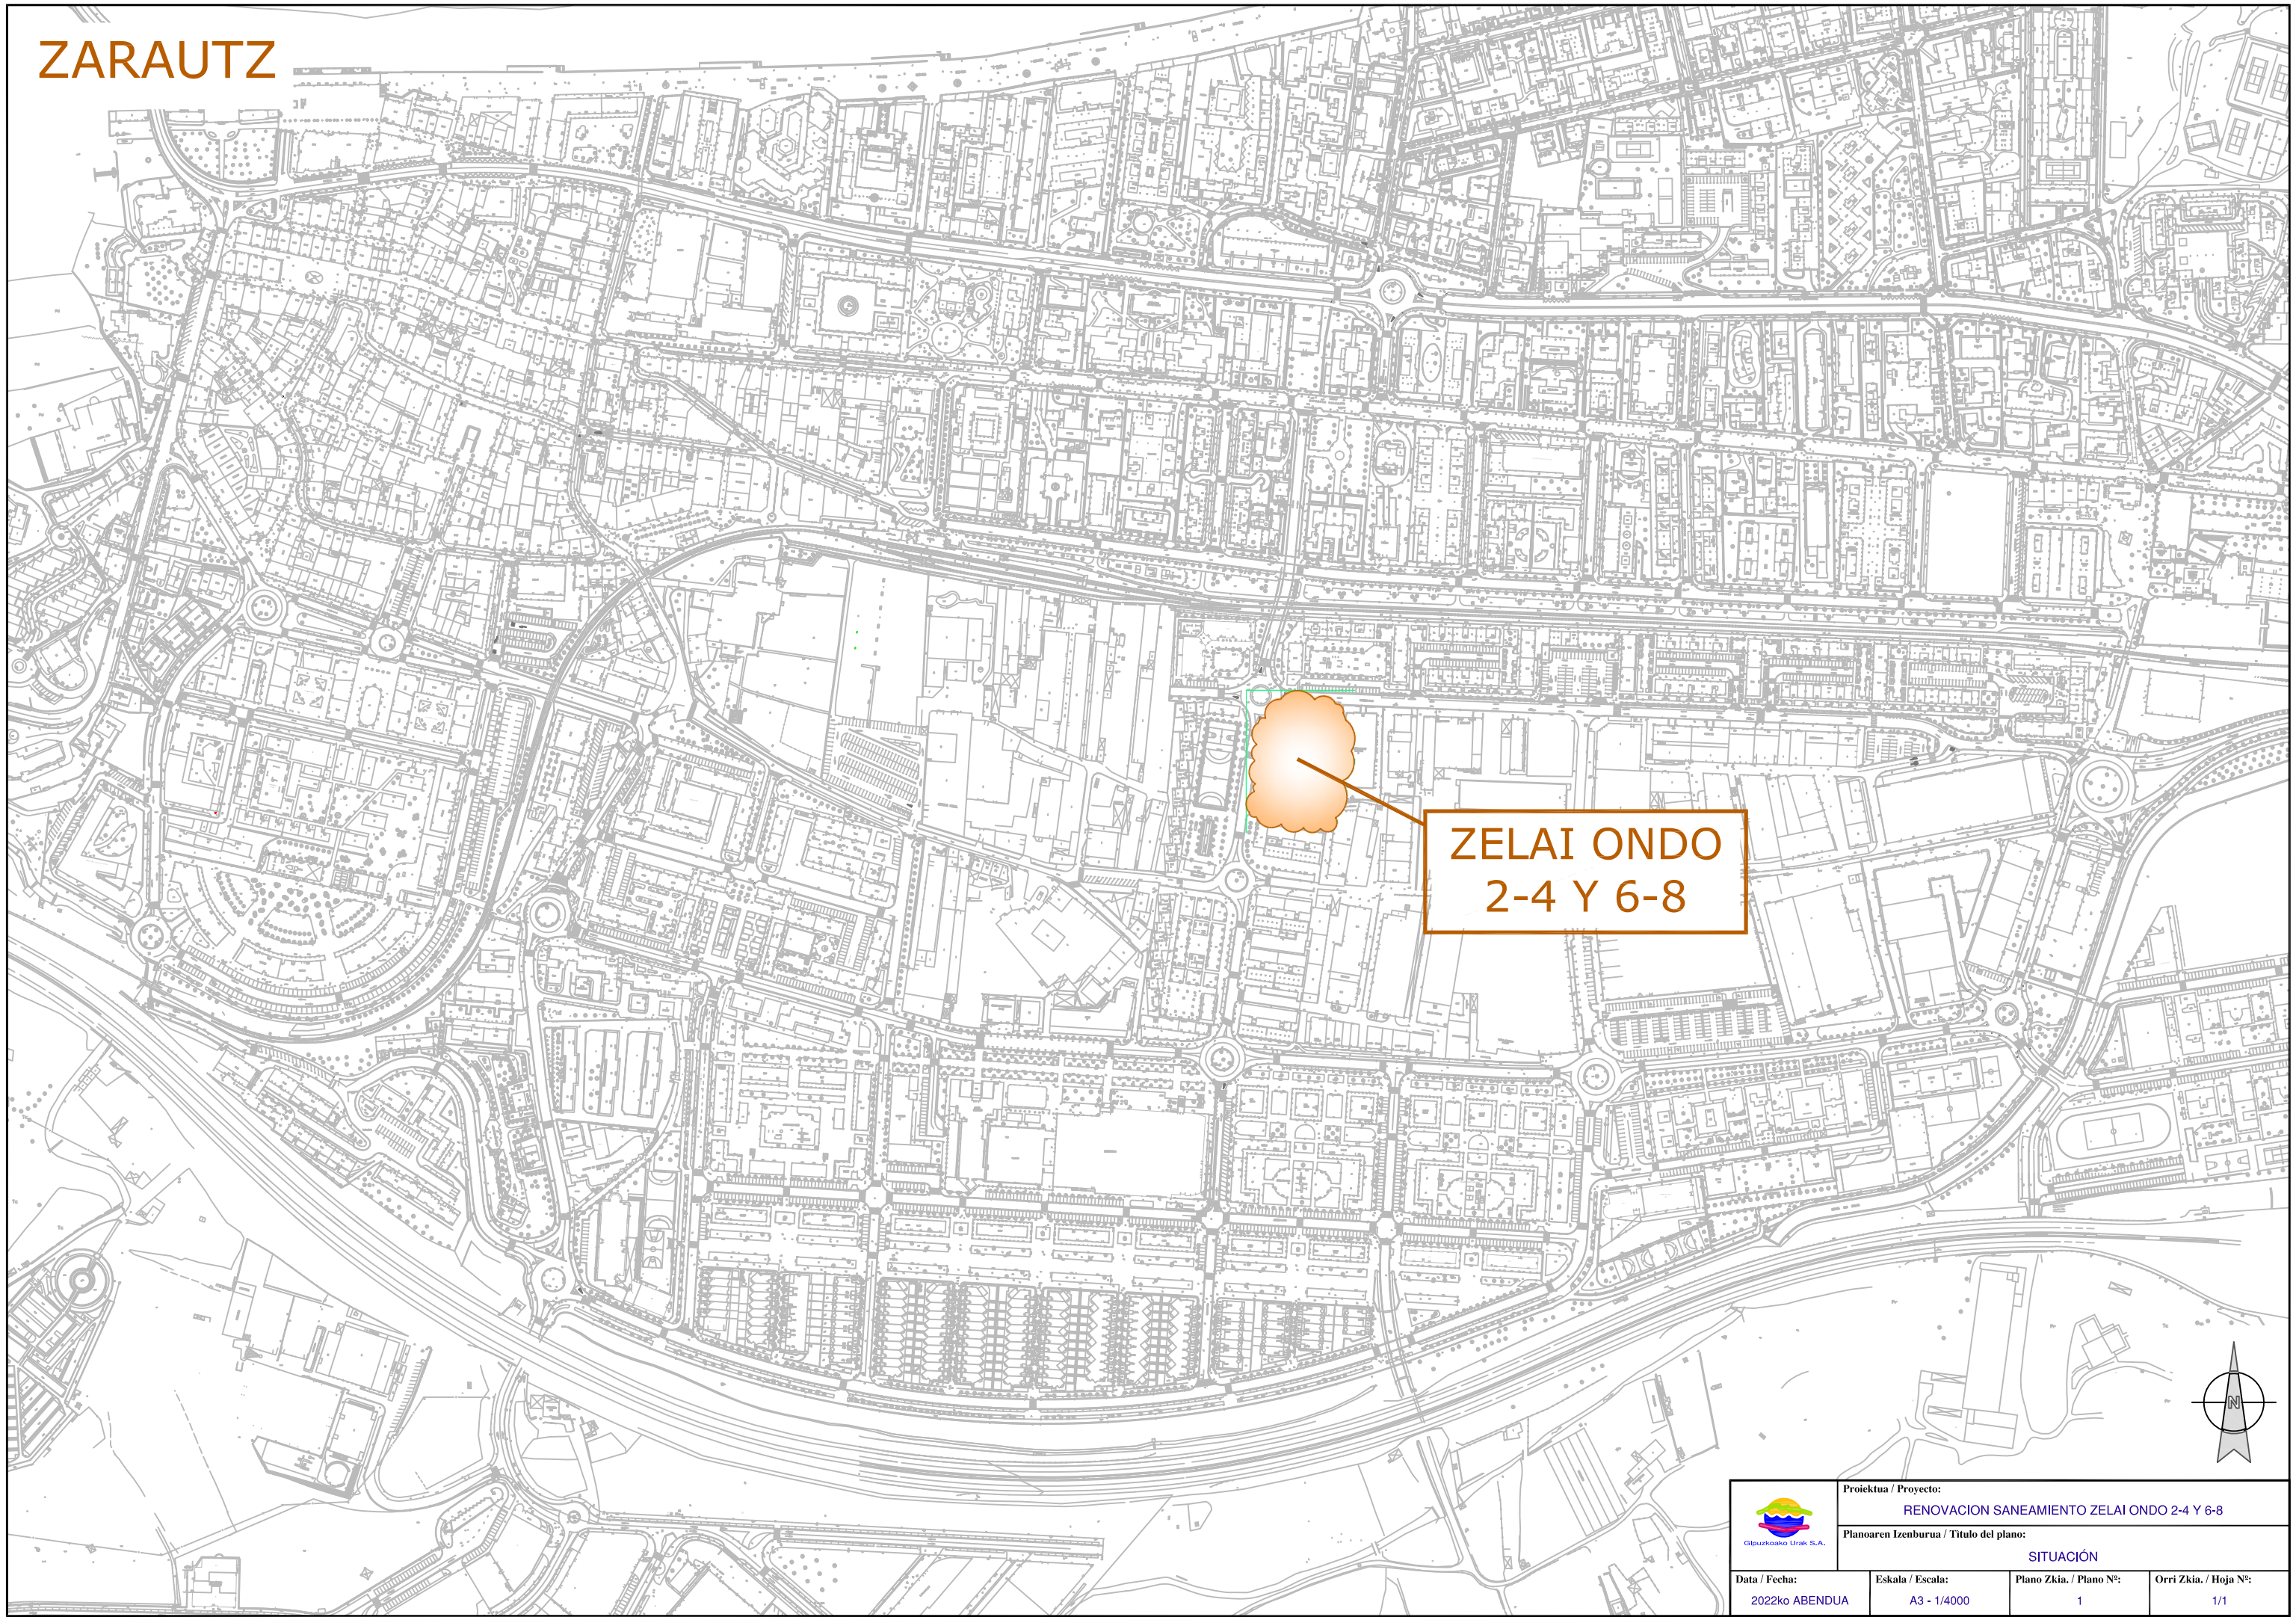 ZARAUTZ
ZELAI ONDO
2-4 Y 6-8
N
Gipuzkoako Urak S.A.
Proiektua / Proyecto:
RENOVACION SANEAMIENTO ZELAI ONDO 2-4 Y 6-8
Planoaren Izenburua / Titulo del plano:
SITUACIÓN
Data / Fecha:
2022ko ABENDUA
Eskala / Escala:
A3 - 1/4000
Plano Zkia. / Plano Nº:
1
Orri Zkia. / Hoja Nº:
1/1